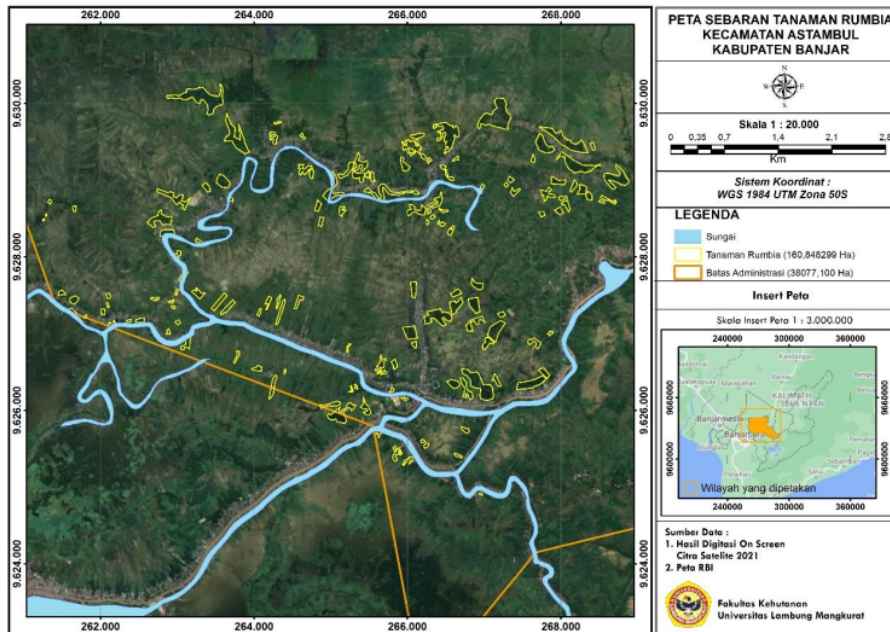 262.000 264.000 266.000 268.000
9.630.000 9.630.000
9.628.000 9.628.000
9.626.000 9.626.000
9.624.000 9.624.000
262.000 264.000 266.000 268.000
PETA SEBARAN TANAMAN RUMBIA
KECAMATAN ASTAMBUL
KABUPATEN BANJAR
N
S
Skala 1 : 20.000
0 0,35 0,7 1,4 2,1 2,8
Km
Sistem Koordinat :
WGS 1984 UTM Zona 50S
LEGENDA
Sungai
Tanaman Rumbia (160,848299 Ha)
Batas Administrasi (38077,100 Ha)
Insert Peta
Skala Insert Peta 1 : 3.000.000
240000 300000 360000
9660000 9660000
9600000 9600000
Kandangan
Marabahan
Rantau
Banjarmasin
Pelaihari
Wilayah yang dipetakan
240000 300000 360000
Sumber Data :
1. Hasil Digitasi On Screen
Citra Satelite 2021
2. Peta RBI
Fakultas Kehutanan
Universitas Lambung Mangkurat